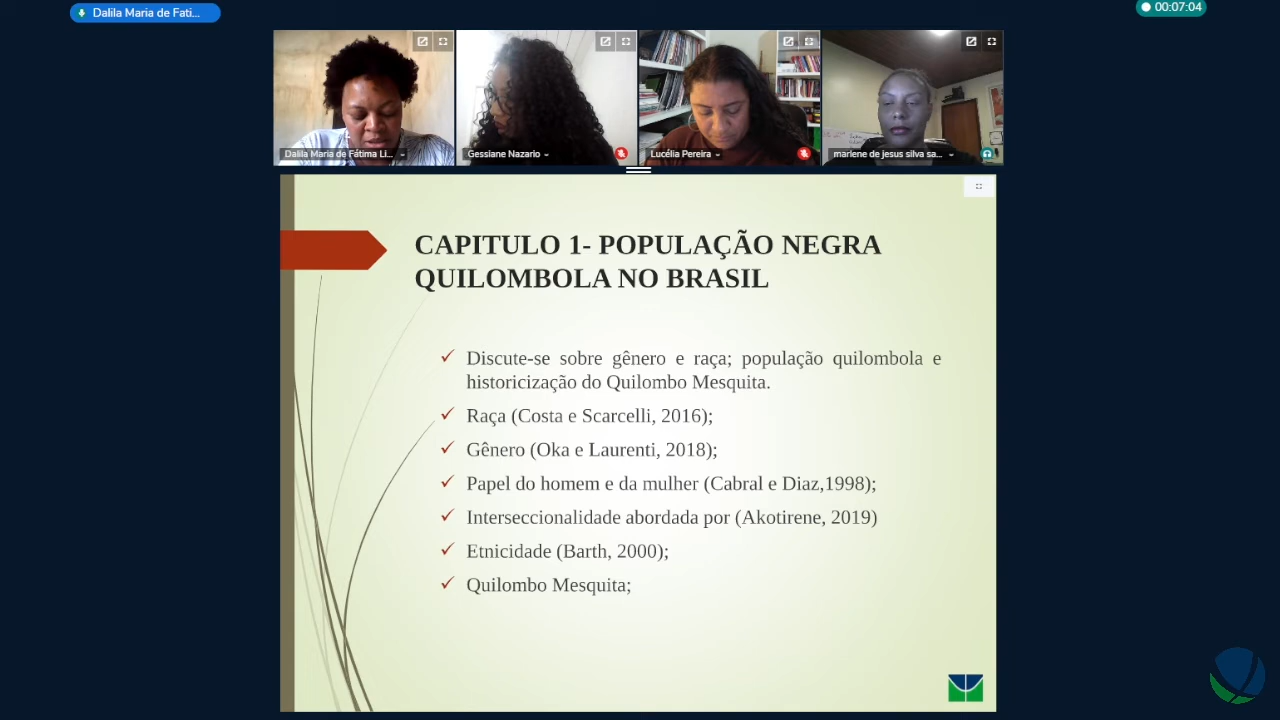 Dalila Maria de Fati...
00:07:04
Dalila Maria de Fátima Li...
Gessiane Nazario
Lucélia Pereira
marlene de jesus silva sa...
CAPITULO 1- POPULAÇÃO NEGRA
QUILOMBOLA NO BRASIL
Discute-se sobre gênero e raça; população quilombola e
historicização do Quilombo Mesquita.
Raça (Costa e Scarcelli, 2016);
Gênero (Oka e Laurenti, 2018);
Papel do homem e da mulher (Cabral e Diaz,1998);
Interseccionalidade abordada por (Akotirene, 2019)
Etnicidade (Barth, 2000);
Quilombo Mesquita;